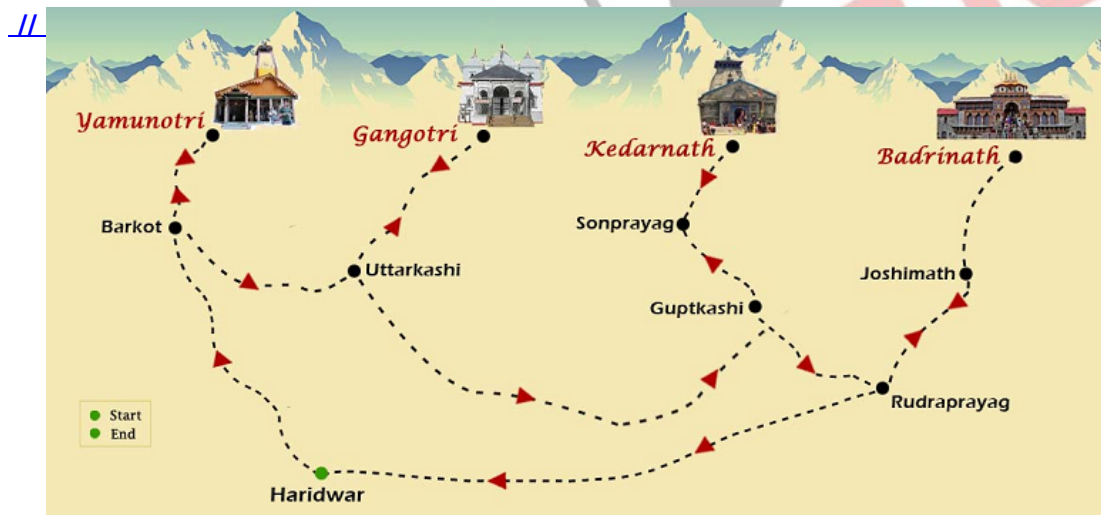 //
Yamunotri
Gangotri
Kedarnath
Badrinath
Barkot
Sonprayag
Uttarkashi
Joshimath
Guptkashi
Rudraprayag
Start
End
Haridwar